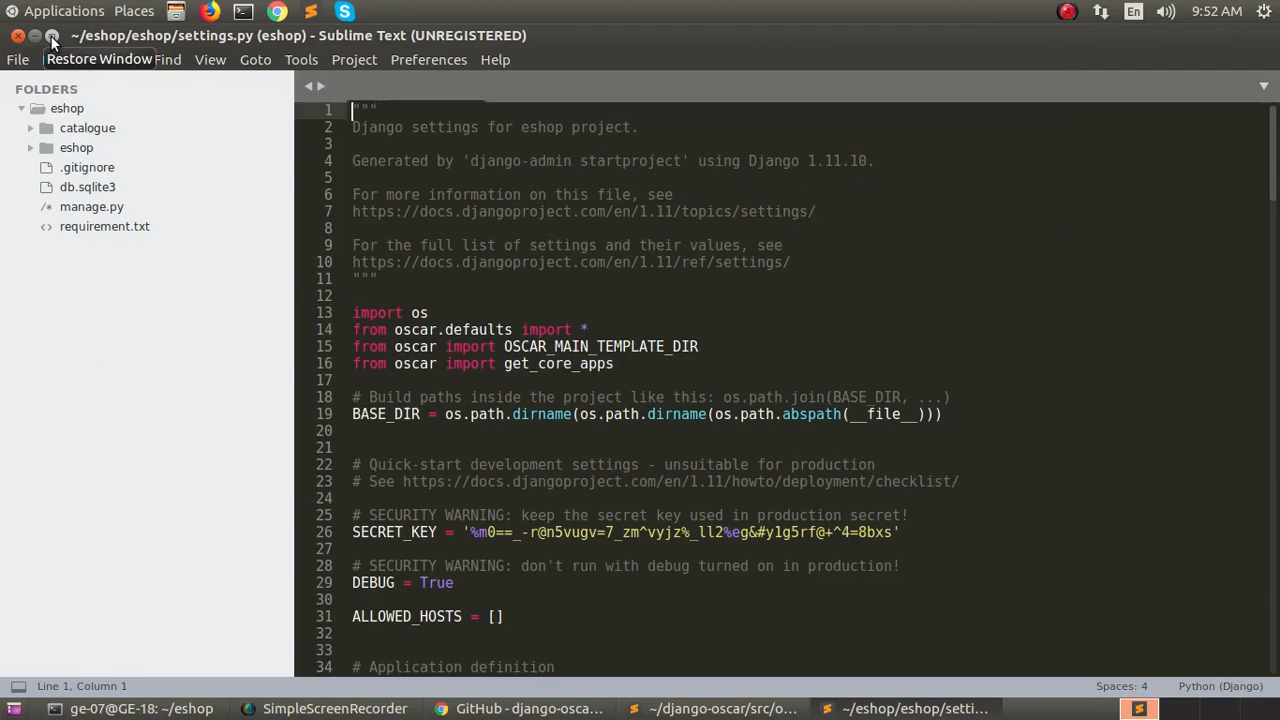 Applications Places En 9:52 AM
~/eshop/eshop/settings.py (eshop) - Sublime Text (UNREGISTERED)
File Restore Window Find View Goto Tools Project Preferences Help
FOLDERS
eshop
catalogue
eshop
.gitignore
db.sqlite3
/* manage.py
<> requirement.txt
1 """
2 Django settings for eshop project.
3
4 Generated by 'django-admin startproject' using Django 1.11.10.
5
6 For more information on this file, see
7 https://docs.djangoproject.com/en/1.11/topics/settings/
8
9 For the full list of settings and their values, see
10 https://docs.djangoproject.com/en/1.11/ref/settings/
11 """
12
13 import os
14 from oscar.defaults import *
15 from oscar import OSCAR_MAIN_TEMPLATE_DIR
16 from oscar import get_core_apps
17
18 # Build paths inside the project like this: os.path.join(BASE_DIR, ...)
19 BASE_DIR = os.path.dirname(os.path.dirname(os.path.abspath(__file__)))
20
21
22 # Quick-start development settings - unsuitable for production
23 # See https://docs.djangoproject.com/en/1.11/howto/deployment/checklist/
24
25 # SECURITY WARNING: keep the secret key used in production secret!
26 SECRET_KEY = '%m0==_-r@n5vugv=7_zm^vyjz%_ll2%eg&#y1g5rf@+^4=8bxs'
27
28 # SECURITY WARNING: don't run with debug turned on in production!
29 DEBUG = True
30
31 ALLOWED_HOSTS = []
32
33
34 # Application definition
Line 1, Column 1 Spaces: 4 Python (Django)
ge-07@GE-18: ~/eshop SimpleScreenRecorder GitHub - django-osca... ~/django-oscar/src/o... ~/eshop/eshop/setti...